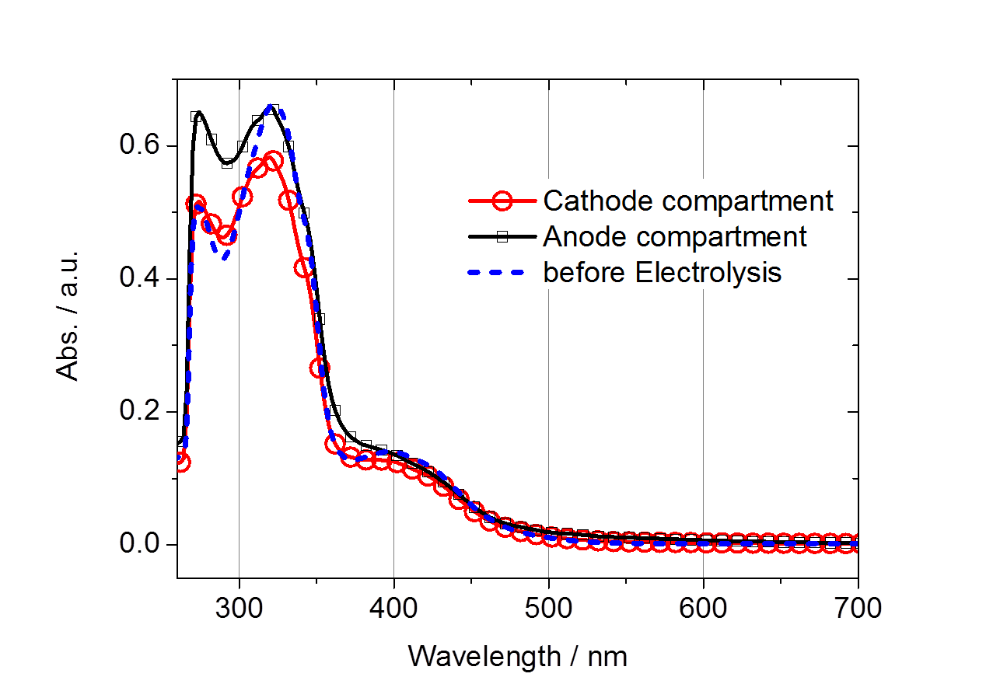 0.6
0.4
0.2
0.0
Abs. / a.u.
Cathode compartment
Anode compartment
before Electrolysis
300 400 500 600 700
Wavelength / nm